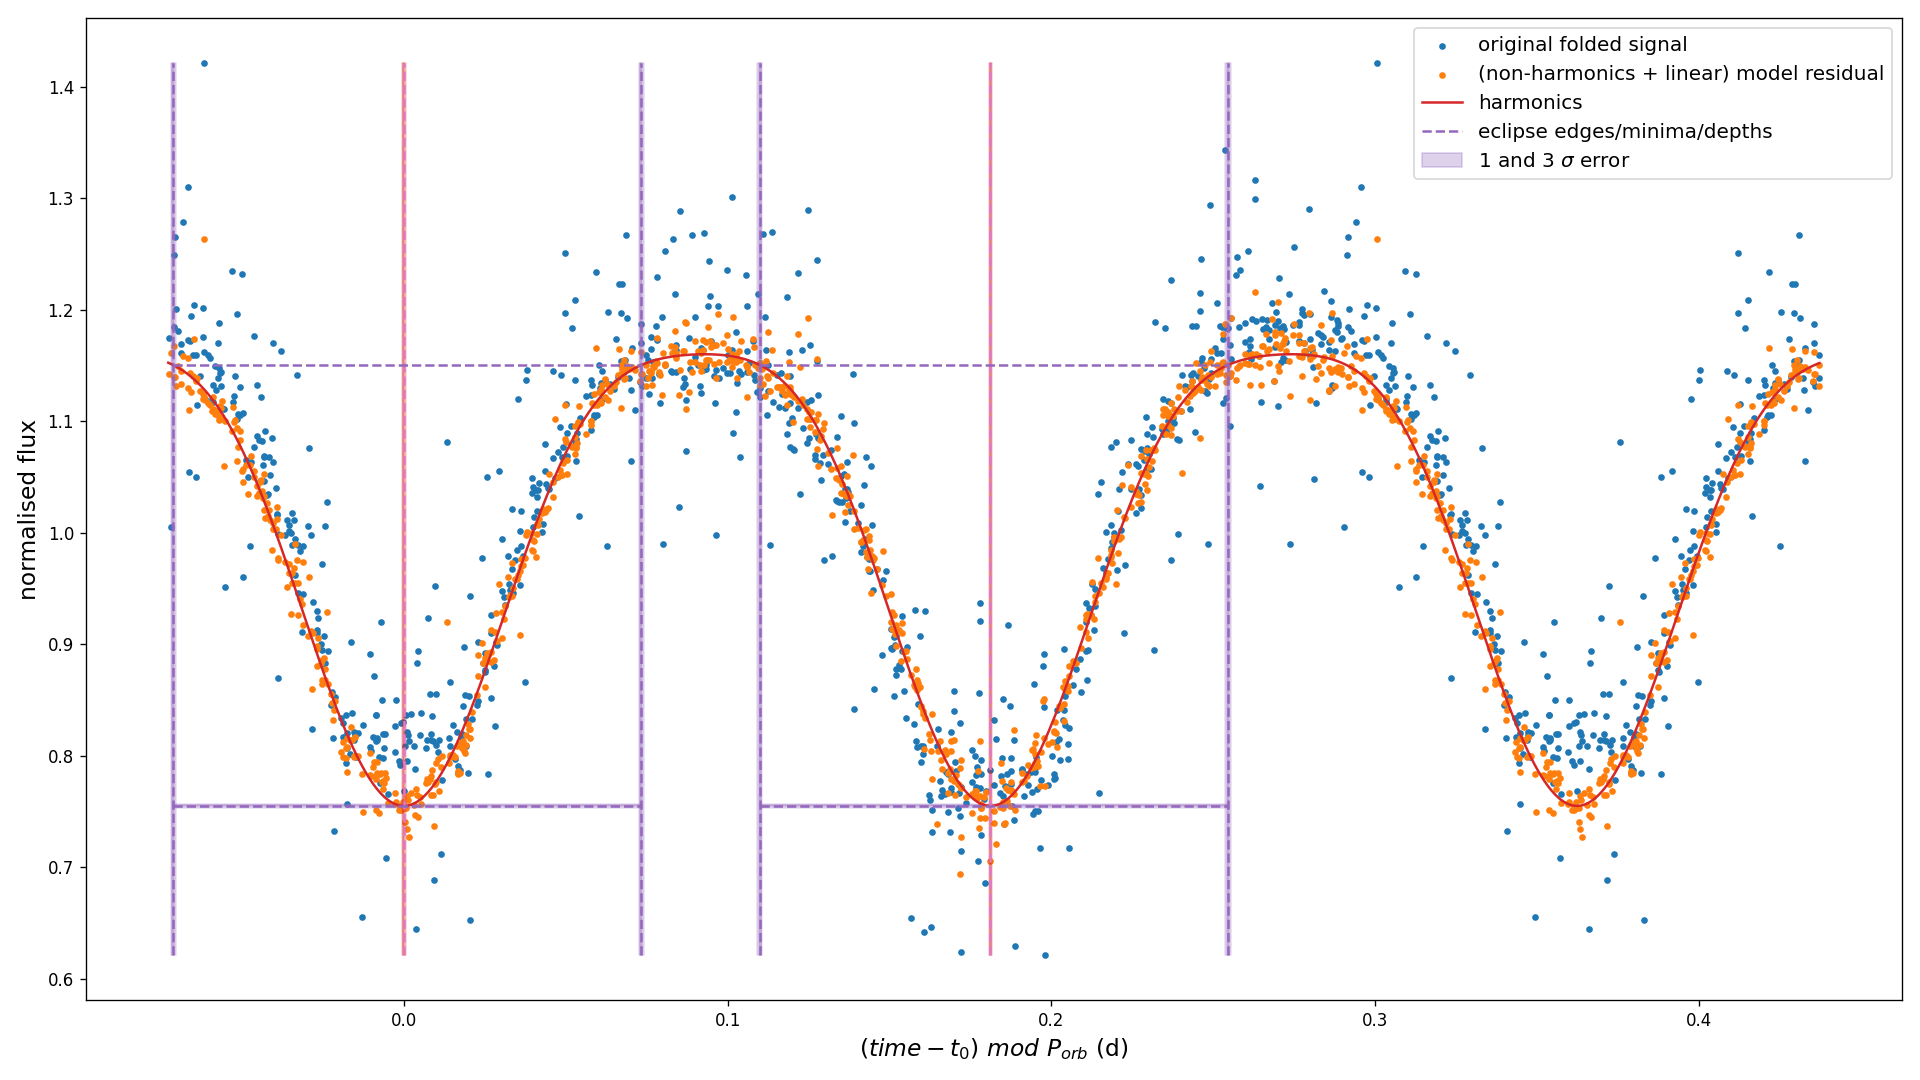 original folded signal
(non-harmonics + linear) model residual
harmonics
eclipse edges/minima/depths
1 and 3 σ error
normalised flux
1.4
1.3
1.2
1.1
1.0
0.9
0.8
0.7
0.6
0.0 0.1 0.2 0.3 0.4
(time − t₀) mod P_orb (d)